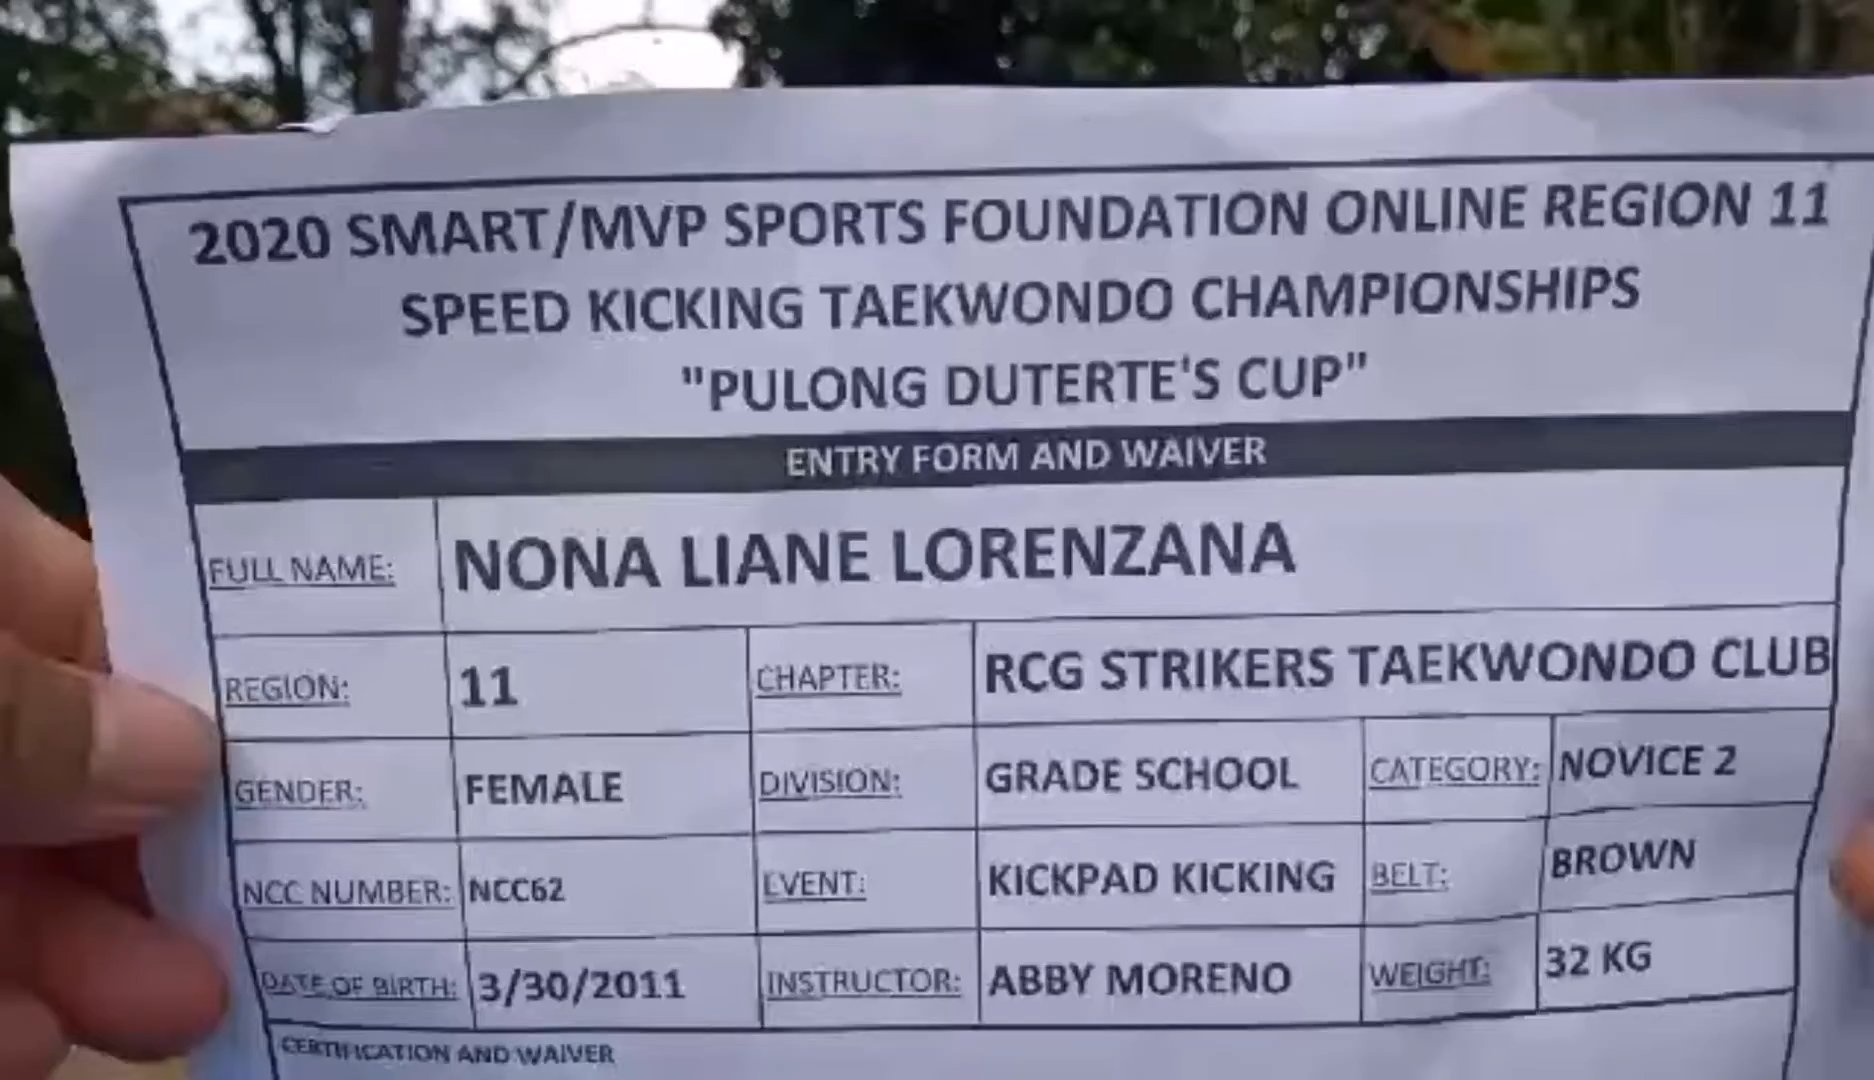 2020 SMART/MVP SPORTS FOUNDATION ONLINE REGION 11
SPEED KICKING TAEKWONDO CHAMPIONSHIPS
"PULONG DUTERTE'S CUP"
ENTRY FORM AND WAIVER
FULL NAME: NONA LIANE LORENZANA
REGION: 11 CHAPTER: RCG STRIKERS TAEKWONDO CLUB
GENDER: FEMALE DIVISION: GRADE SCHOOL CATEGORY: NOVICE 2
NCC NUMBER: NCC62 EVENT: KICKPAD KICKING BELT: BROWN
DATE OF BIRTH: 3/30/2011 INSTRUCTOR: ABBY MORENO WEIGHT: 32 KG
CERTIFICATION AND WAIVER